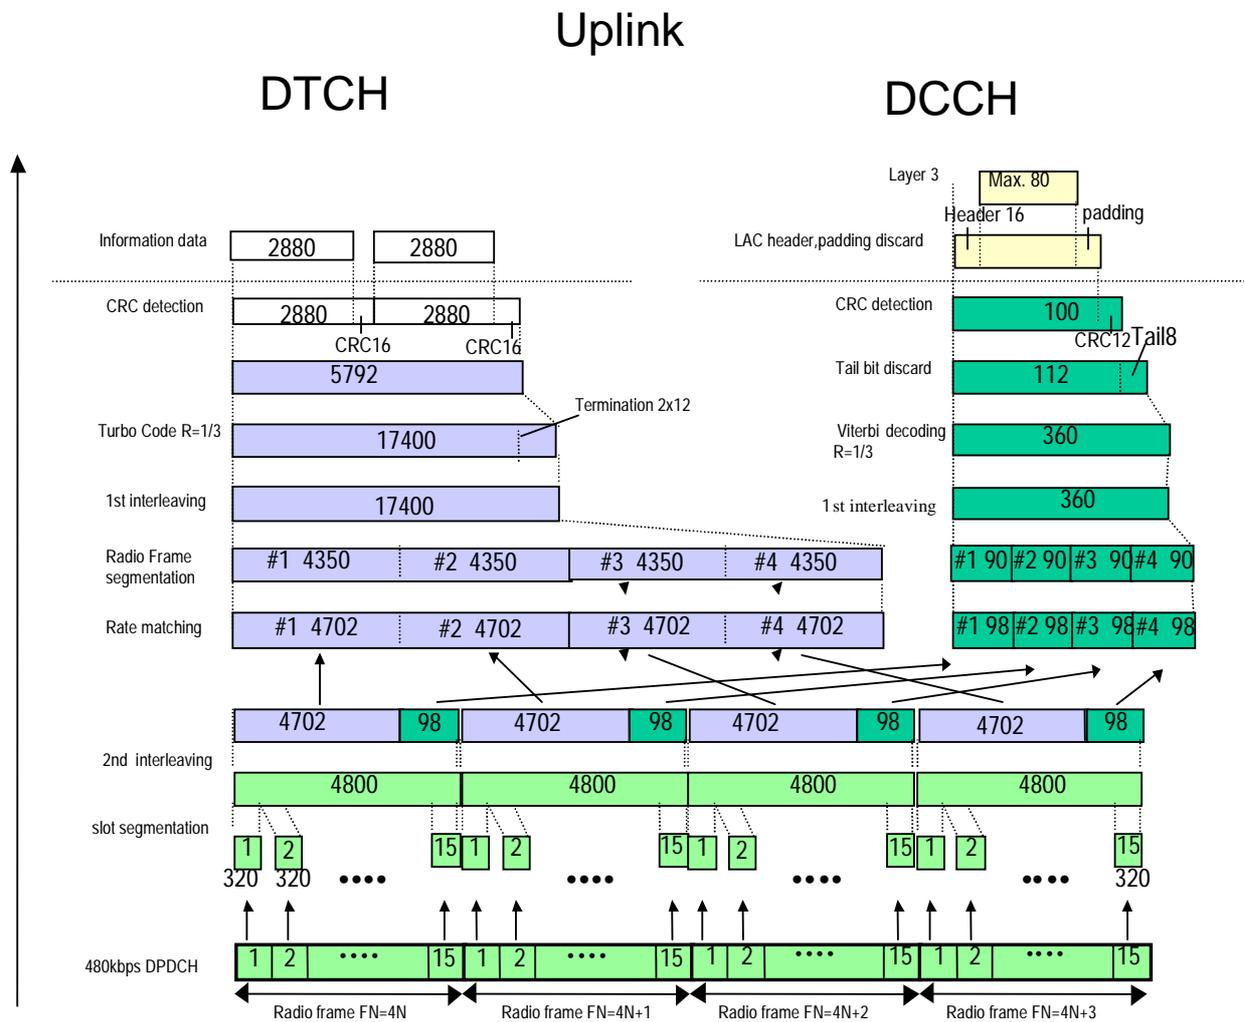 Uplink
DTCH
DCCH
Layer 3
Max. 80
Header 16
padding
Information data
2880
2880
LAC header,padding discard
CRC detection
2880
2880
CRC16
CRC16
CRC detection
100
CRC12
Tail8
5792
Tail bit discard
112
Termination 2x12
Turbo Code R=1/3
17400
Viterbi decoding
R=1/3
360
1st interleaving
17400
1st interleaving
360
Radio Frame
segmentation
#1 4350
#2 4350
#3 4350
#4 4350
#1 90
#2 90
#3 90
#4 90
Rate matching
#1 4702
#2 4702
#3 4702
#4 4702
#1 98
#2 98
#3 98
#4 98
4702
98
4702
98
4702
98
4702
98
2nd interleaving
4800
4800
4800
4800
slot segmentation
1
2
15
1
2
15
1
2
15
1
2
15
320
320
••••
••••
••••
••••
320
480kbps DPDCH
1
2
••••
15
1
2
••••
15
1
2
••••
15
1
2
••••
15
Radio frame FN=4N
Radio frame FN=4N+1
Radio frame FN=4N+2
Radio frame FN=4N+3